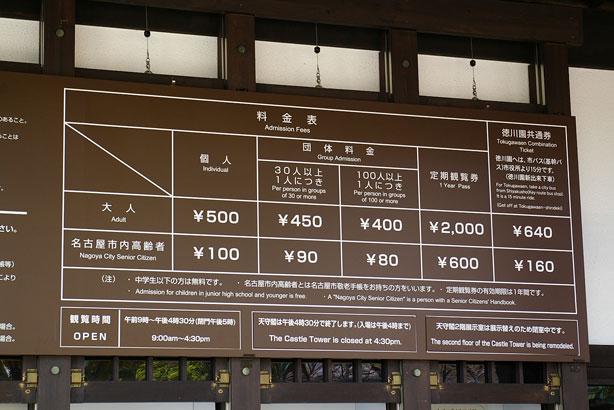 料金表
Admission Fees
個人
Individual
団体料金
Group Admission
30人以上
1人につき
Per person in groups
of 30 or more
100人以上
1人につき
Per person in groups
of 100 or more
定期観覧券
1 Year Pass
徳川園共通券
Tokugawaen Combination
Ticket
徳川園へは、市バス(基幹バ
ス)市役所より15分です。
(徳川園新出来下車)
For Tokugawaen, take a city bus
from Shiyakusho(Key route bus stop).
It is a 15 minute ride.
(Get off at Tokugawaen-shindeki)
大人
Adult
¥500
¥450
¥400
¥2,000
¥640
名古屋市内高齢者
Nagoya City Senior Citizen
¥100
¥90
¥80
¥600
¥160
(注) ・中学生以下の方は無料です。 ・名古屋市内高齢者とは名古屋市敬老手帳をお持ちの方をいいます。 ・定期観覧券の有効期限は1年間です。
・Admission for children in junior high school and younger is free. ・A "Nagoya City Senior Citizen" is a person with a Senior Citizens' Handbook.
観覧時間
OPEN
午前9時~午後4時30分(閉門午後5時)
9:00am~4:30pm
天守閣は午後4時30分で終了します。(入場は午後4時まで)
The Castle Tower is closed at 4:30pm.
天守閣2階展示室は展示替えのため閉室中です。
The second floor of the Castle Tower is being remodeled.